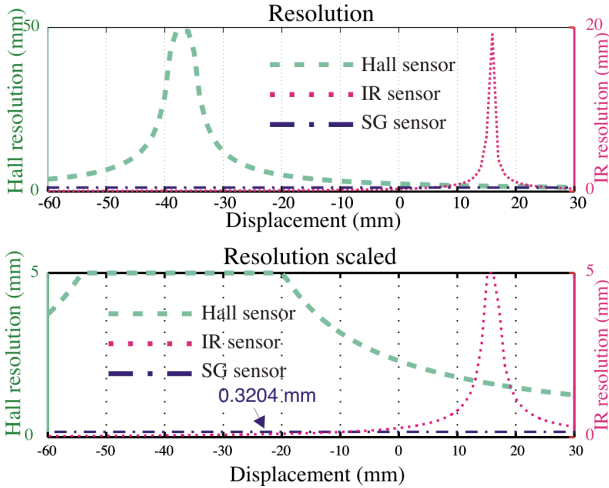 Resolution
50
20
Hall resolution (mm)
IR resolution (mm)
Hall sensor
IR sensor
SG sensor
0
0
-60 -50 -40 -30 -20 -10 0 10 20 30
Displacement (mm)
Resolution scaled
5
5
Hall resolution (mm)
IR resolution (mm)
Hall sensor
IR sensor
SG sensor
0.3204 mm
0
0
-60 -50 -40 -30 -20 -10 0 10 20 30
Displacement (mm)